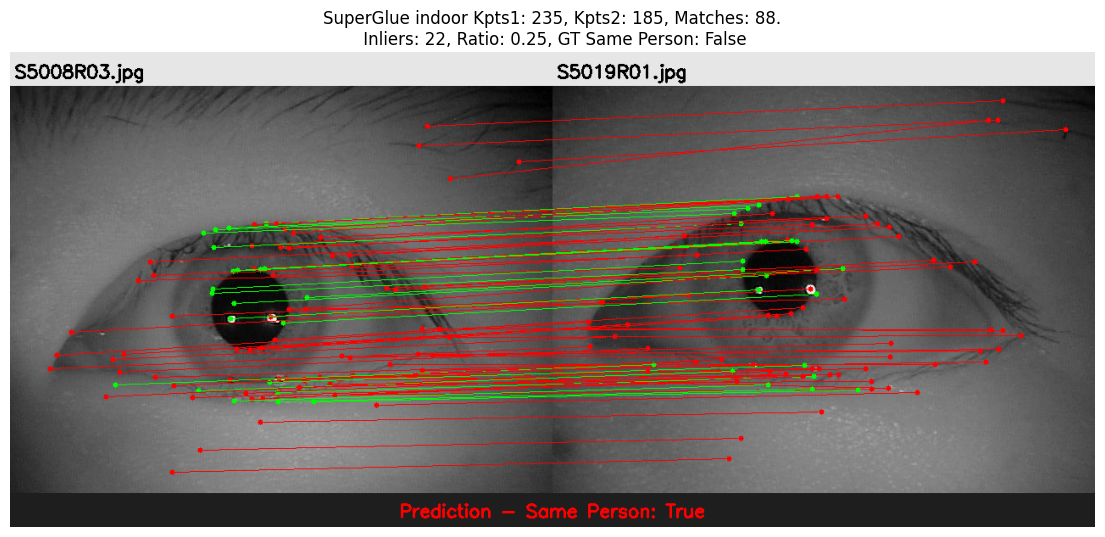 SuperGlue indoor Kpts1: 235, Kpts2: 185, Matches: 88.
Inliers: 22, Ratio: 0.25, GT Same Person: False
S5008R03.jpg
S5019R01.jpg
Prediction - Same Person: True